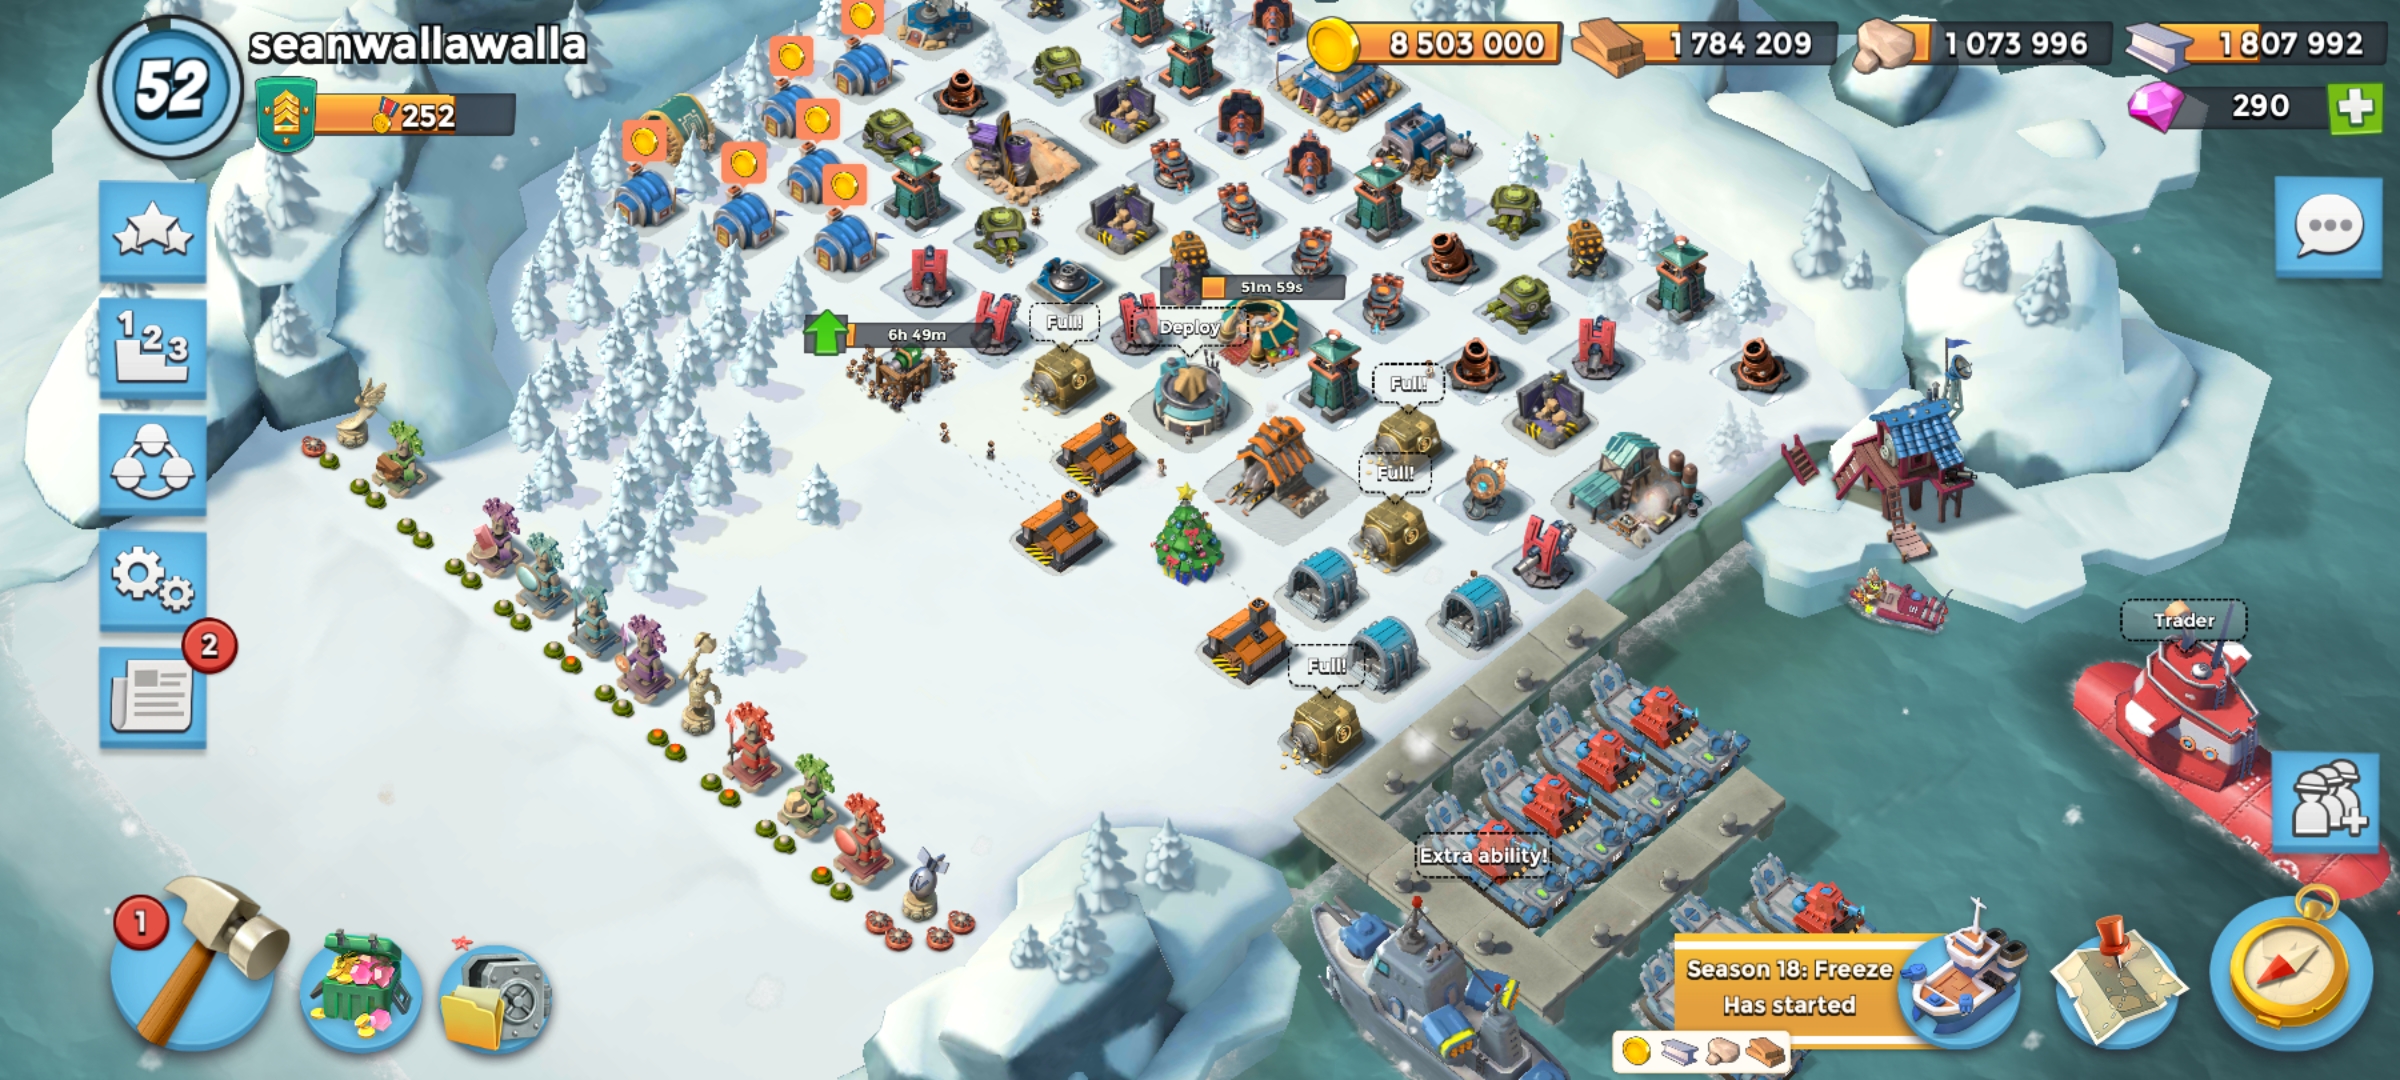 52
seanwallawalla
252
8 503 000
1 784 209
1 073 996
1 807 992
290
123
51m 59s
6h 49m
Full!
Deploy
Full!
Full!
Full!
2
Trader
Extra ability!
1
Season 18: Freeze
Has started